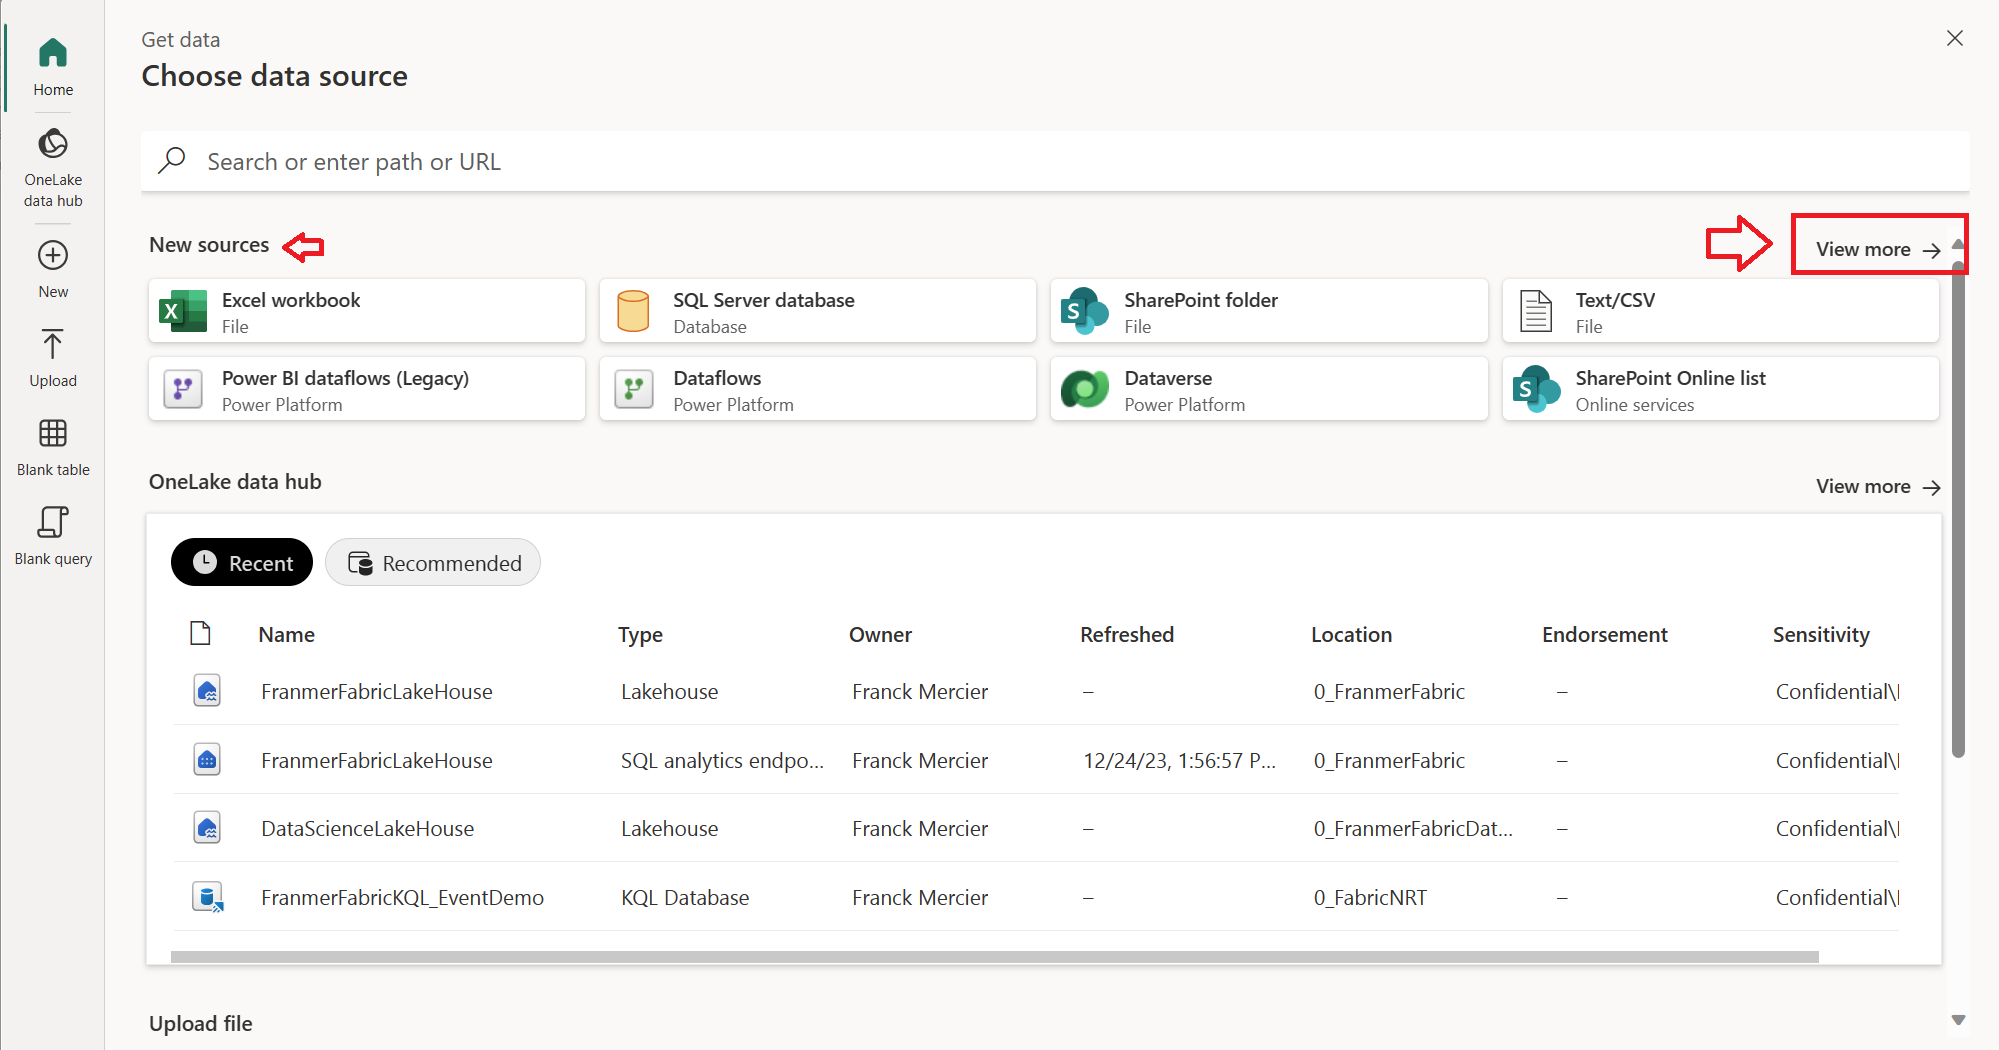 Get data
Choose data source
Home
OneLake
data hub
New
Upload
Blank table
Blank query
Search or enter path or URL
New sources
View more
Excel workbook
File
SQL Server database
Database
SharePoint folder
File
Text/CSV
File
Power BI dataflows (Legacy)
Power Platform
Dataflows
Power Platform
Dataverse
Power Platform
SharePoint Online list
Online services
OneLake data hub
View more
Recent
Recommended
Name Type Owner Refreshed Location Endorsement Sensitivity
FranmerFabricLakeHouse Lakehouse Franck Mercier – 0_FranmerFabric – Confidential\
FranmerFabricLakeHouse SQL analytics endpo... Franck Mercier 12/24/23, 1:56:57 P... 0_FranmerFabric – Confidential\
DataScienceLakeHouse Lakehouse Franck Mercier – 0_FranmerFabricDat... – Confidential\
FranmerFabricKQL_EventDemo KQL Database Franck Mercier – 0_FabricNRT – Confidential\
Upload file